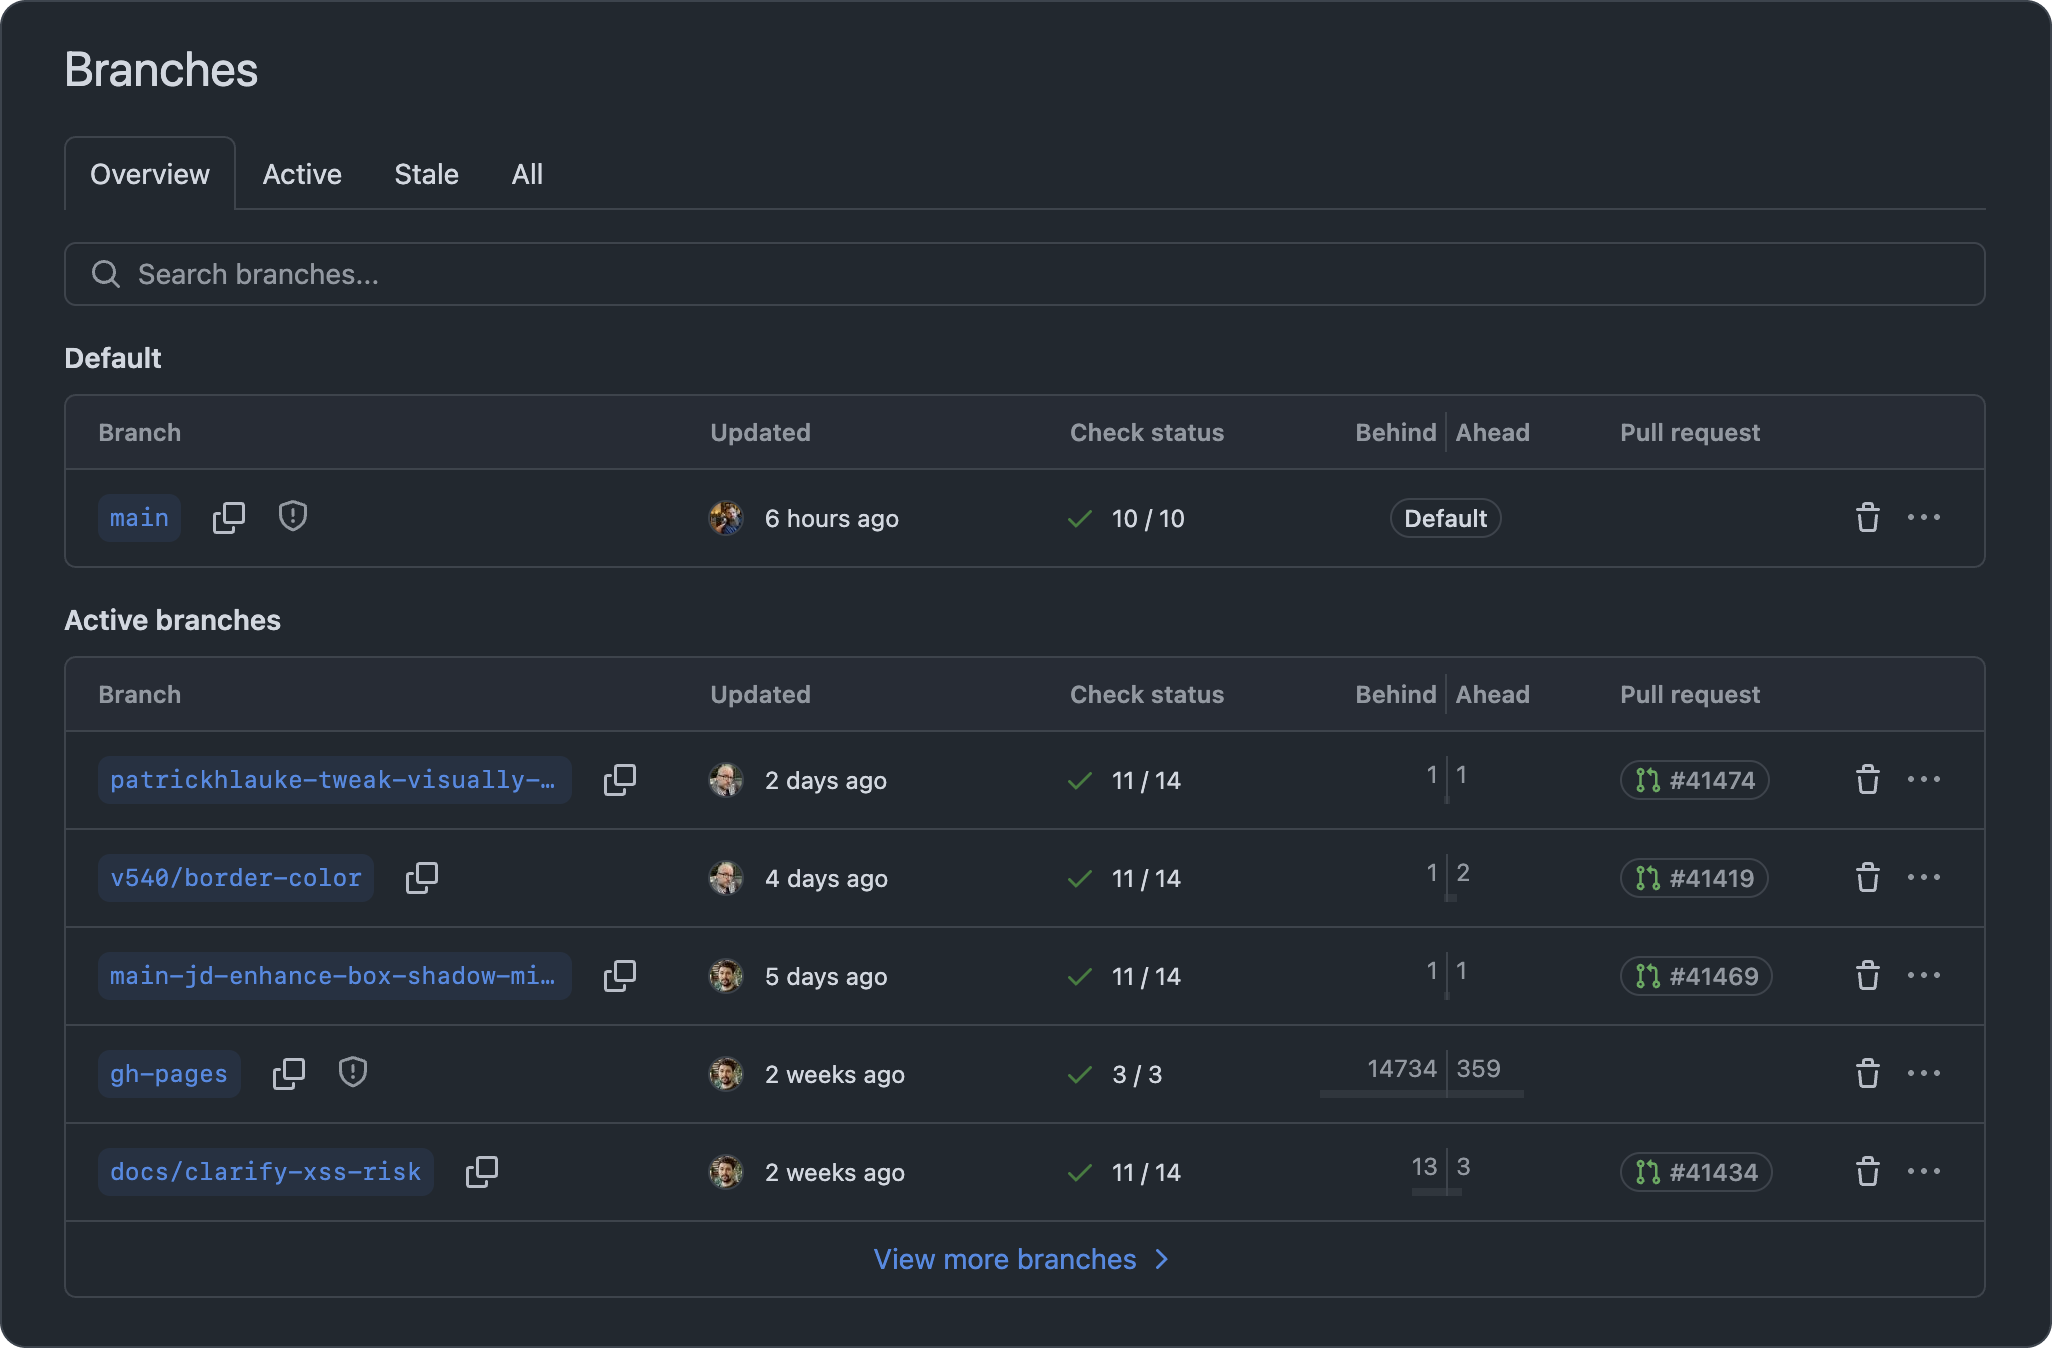 Branches
Overview Active Stale All
Search branches...
Default
Branch Updated Check status Behind Ahead Pull request
main 6 hours ago 10 / 10 Default
Active branches
Branch Updated Check status Behind Ahead Pull request
patrickhlauke-tweak-visually-… 2 days ago 11 / 14 1 1 #41474
v540/border-color 4 days ago 11 / 14 1 2 #41419
main-jd-enhance-box-shadow-mi… 5 days ago 11 / 14 1 1 #41469
gh-pages 2 weeks ago 3 / 3 14734 359
docs/clarify-xss-risk 2 weeks ago 11 / 14 13 3 #41434
View more branches